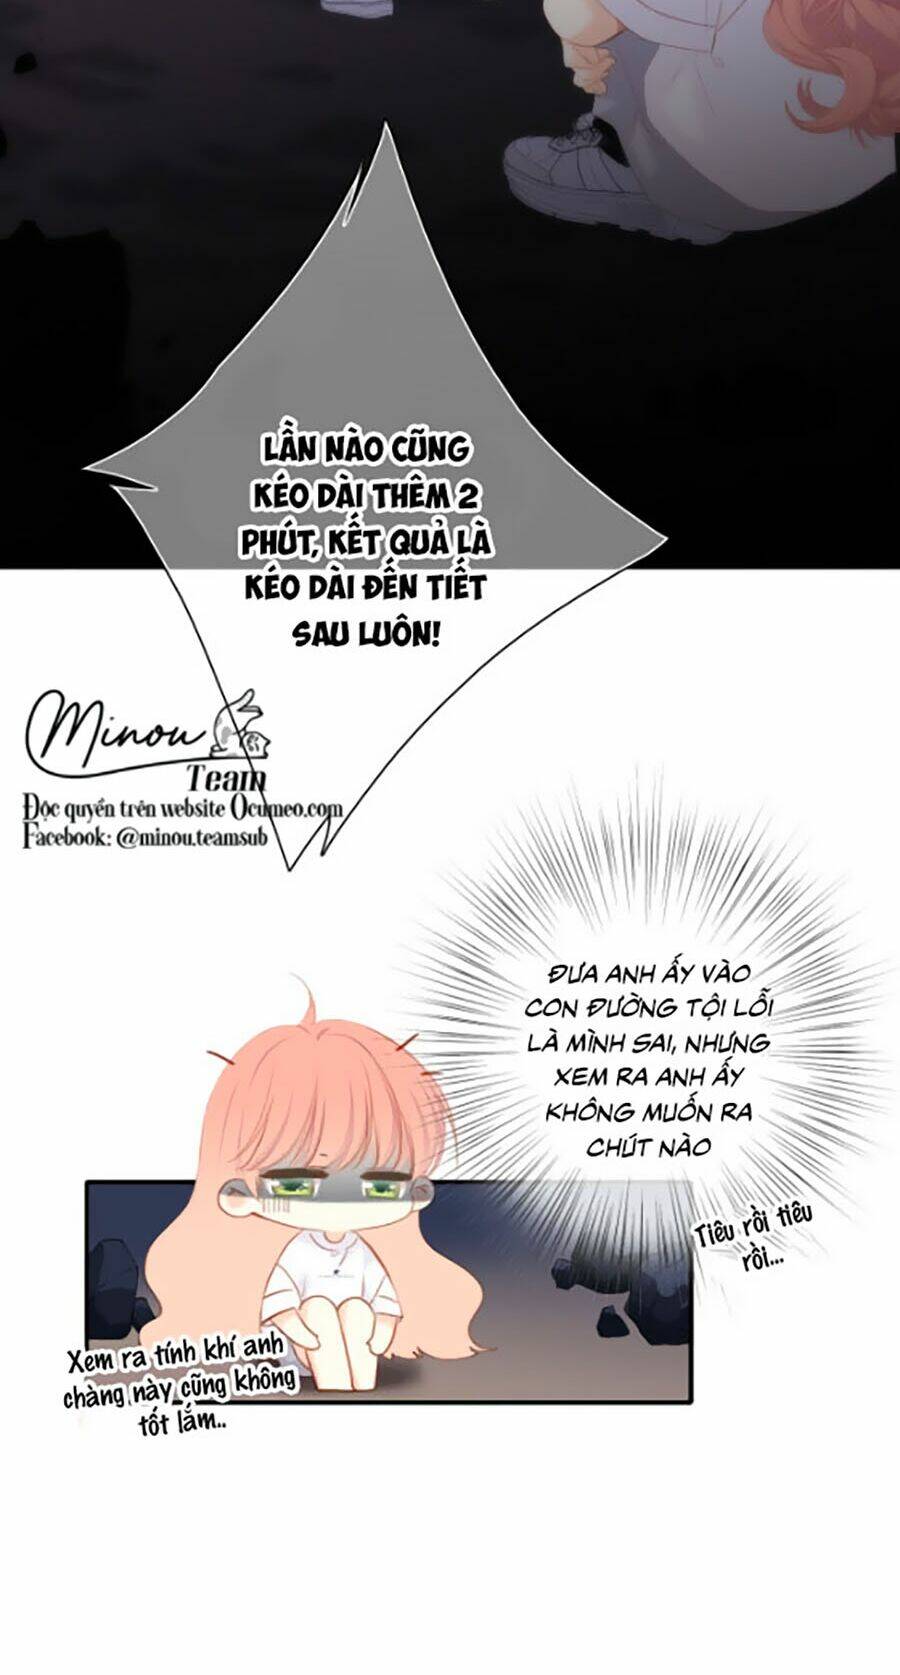 LẦN NÀO CŨNG
KÉO DÀI THÊM 2
PHÚT, KẾT QUẢ LÀ
KÉO DÀI ĐẾN TIẾT
SAU LUÔN!
Minou
Team
Độc quyền trên website Ocumeo.com
Facebook: @minou.teamsub
ĐƯA ANH ẤY VÀO
CON ĐƯỜNG TỘI LỖI
LÀ MÌNH SAI, NHƯNG
XEM RA ANH ẤY
KHÔNG MUỐN RA
CHÚT NÀO
Tiêu rồi tiêu
rồi...
Xem ra tính khí anh
chàng này cũng không
tốt lắm..